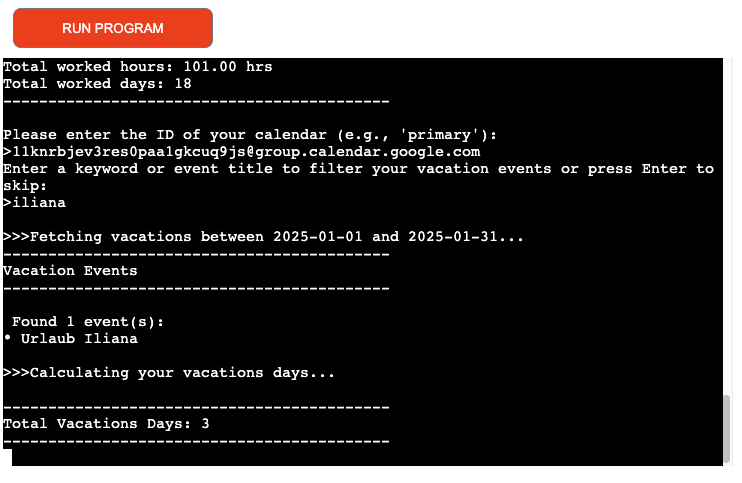 RUN PROGRAM
Total worked hours: 101.00 hrs
Total worked days: 18
-------------------------------------------
Please enter the ID of your calendar (e.g., 'primary'):
>11knrbjev3res0paa1gkcuq9js@group.calendar.google.com
Enter a keyword or event title to filter your vacation events or press Enter to
skip:
>iliana
>>>Fetching vacations between 2025-01-01 and 2025-01-31...
-------------------------------------------
Vacation Events
-------------------------------------------
Found 1 event(s):
• Urlaub Iliana
>>>Calculating your vacations days...
-------------------------------------------
Total Vacations Days: 3
-------------------------------------------